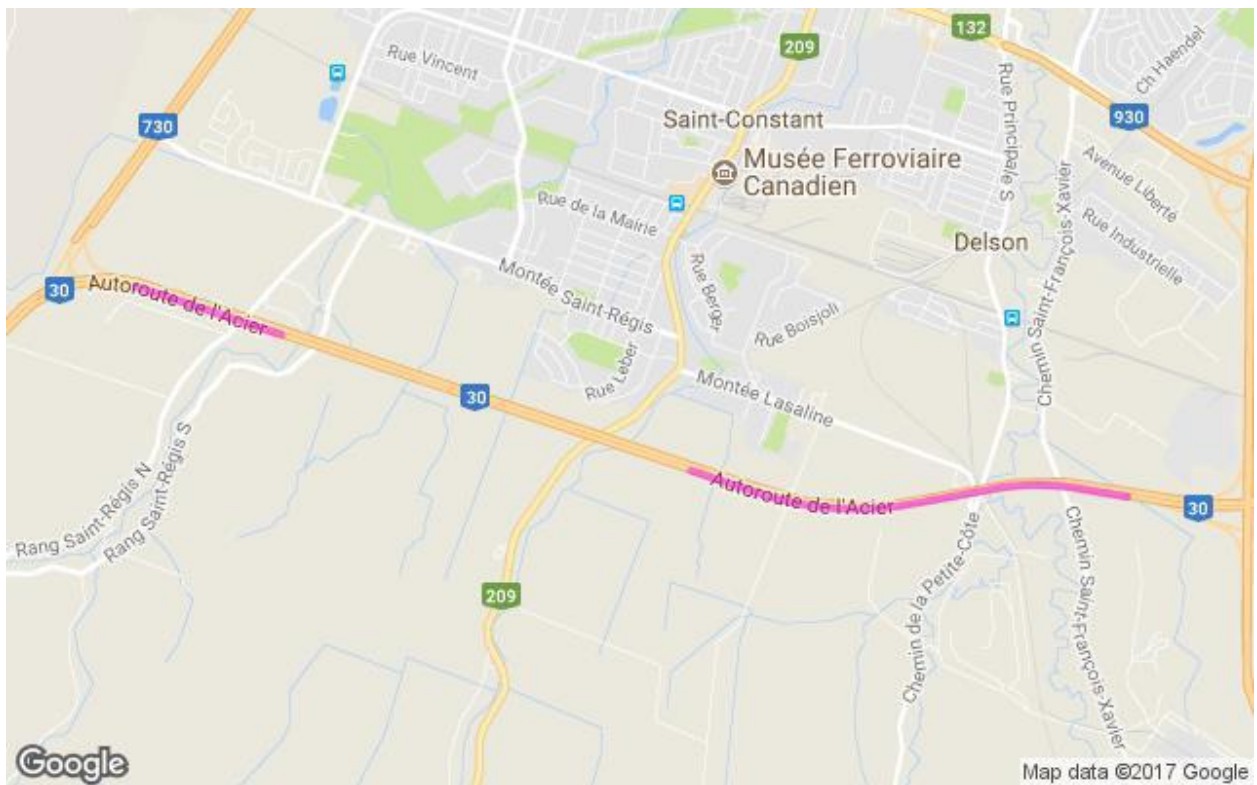 132
209
Ch Haendel
Rue Vincent
930
730
Saint-Constant
Rue Principale S
Musée Ferroviaire
Canadien
Avenue Liberté
Rue de la Mairie
Chemin Saint-François-Xavier
Rue Industrielle
Delson
30
Autoroute de l'Acier
Montée Saint-Régis
Rue Berger
Rue Boisjoli
Rue Leber
Montée Lasaline
30
Autoroute de l'Acier
30
Rang Saint-Régis N
Rang Saint-Régis S
209
Chemin de la Petite-Côte
Chemin Saint-François-Xavier
Google
Map data ©2017 Google